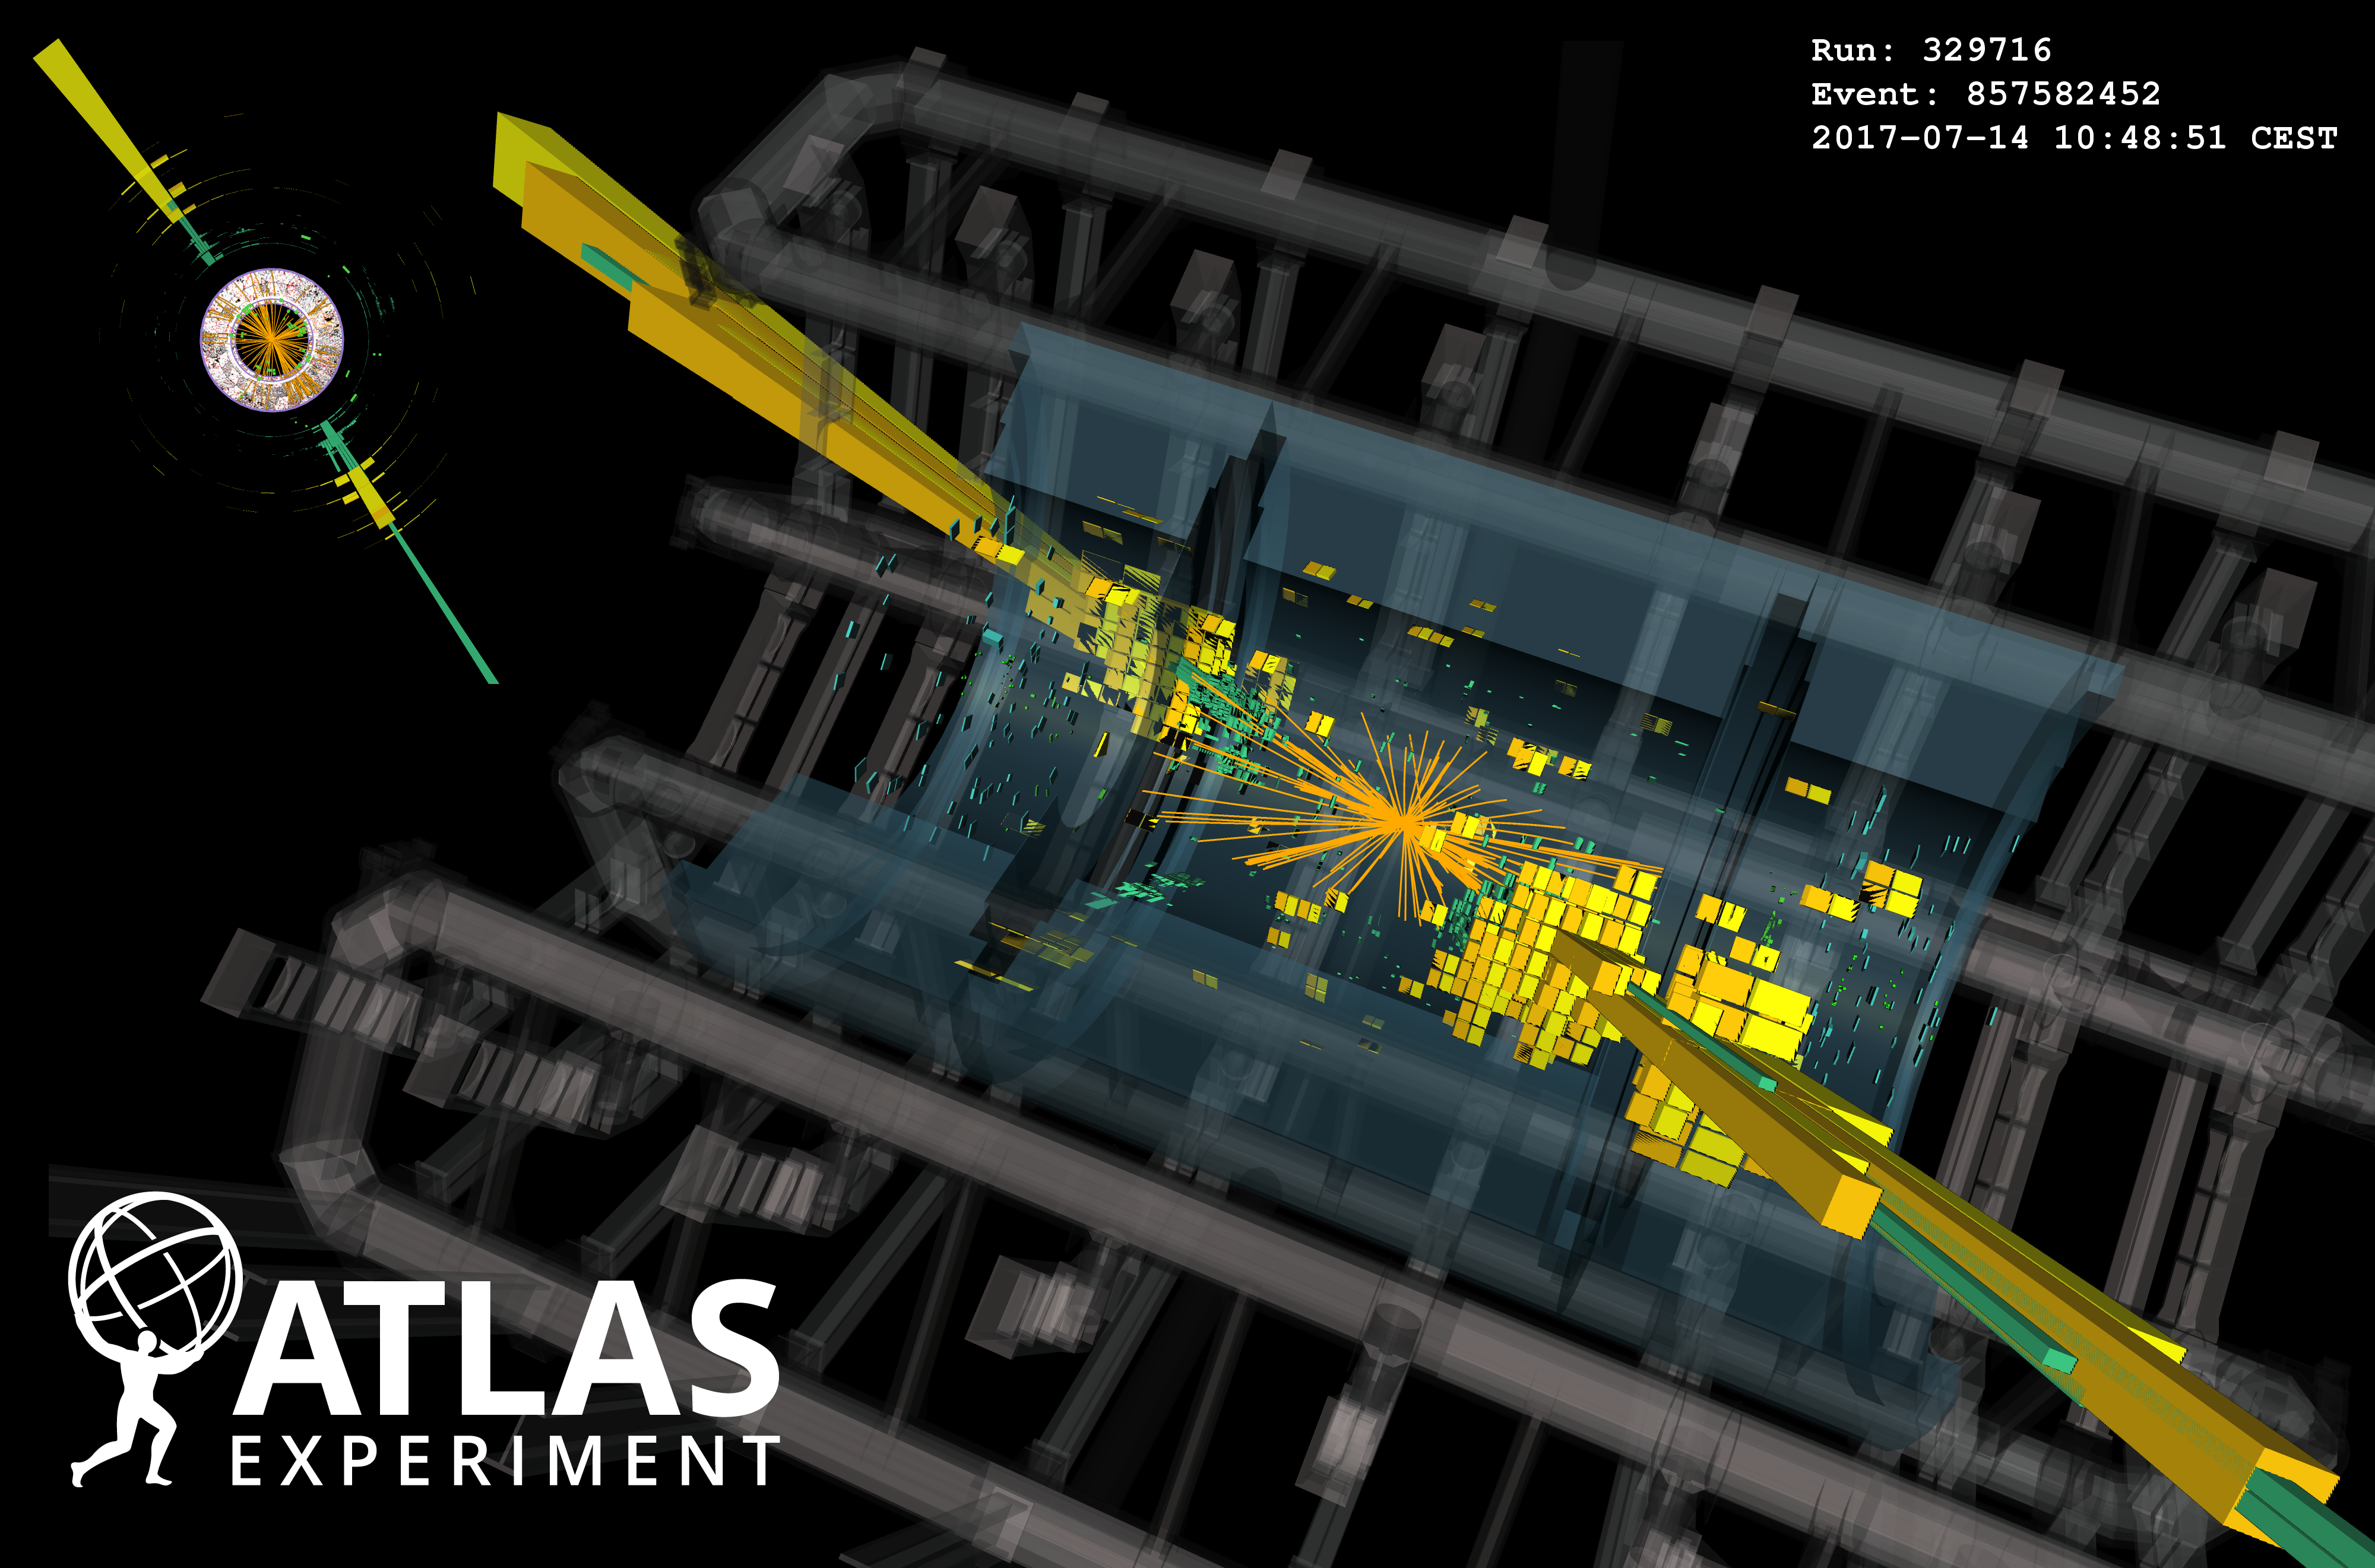 Run: 329716
Event: 857582452
2017-07-14 10:48:51 CEST
ATLAS
EXPERIMENT